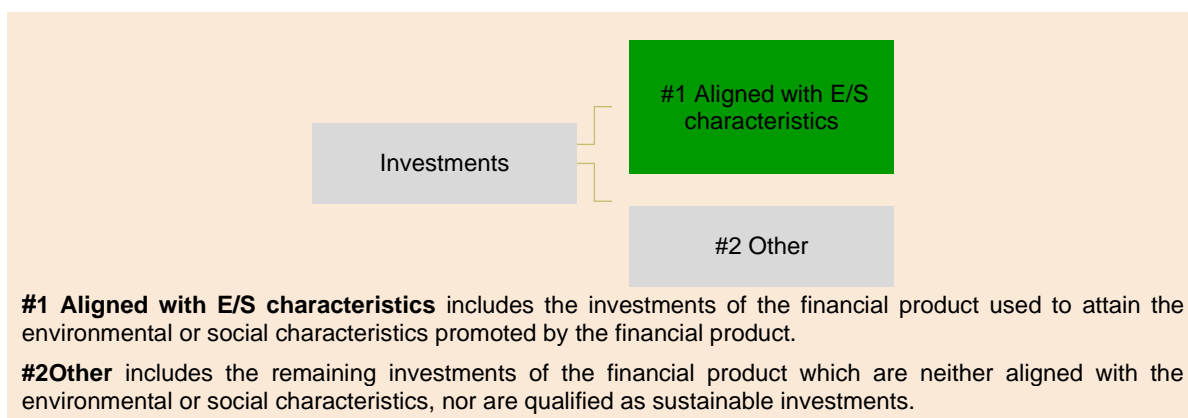 #1 Aligned with E/S
characteristics
Investments
#2 Other
#1 Aligned with E/S characteristics includes the investments of the financial product used to attain the
environmental or social characteristics promoted by the financial product.
#2Other includes the remaining investments of the financial product which are neither aligned with the
environmental or social characteristics, nor are qualified as sustainable investments.